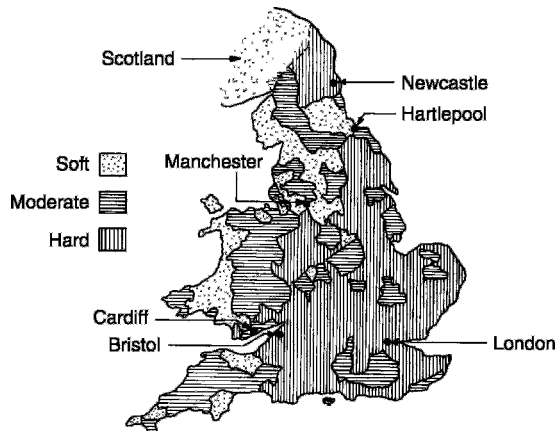 Scotland
Newcastle
Hartlepool
Manchester
Soft
Moderate
Hard
Cardiff
Bristol
London